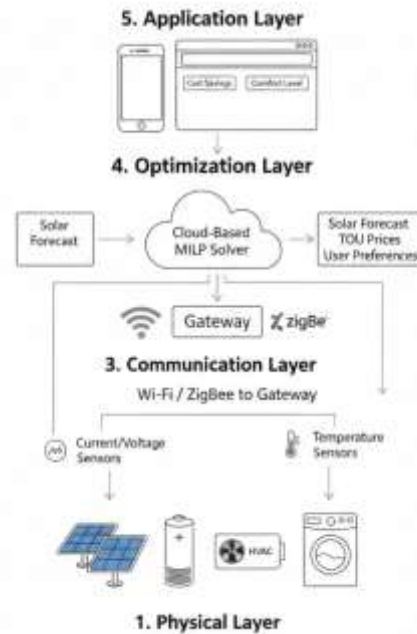 5. Application Layer
Cost Savings
Comfort Level
4. Optimization Layer
Solar
Forecast
Cloud-Based
MILP Solver
Solar Forecast
TOU Prices
User Preferences
Gateway
zigBe
3. Communication Layer
Wi-Fi / ZigBee to Gateway
Current/Voltage
Sensors
Temperature
Sensors
HVAC
1. Physical Layer